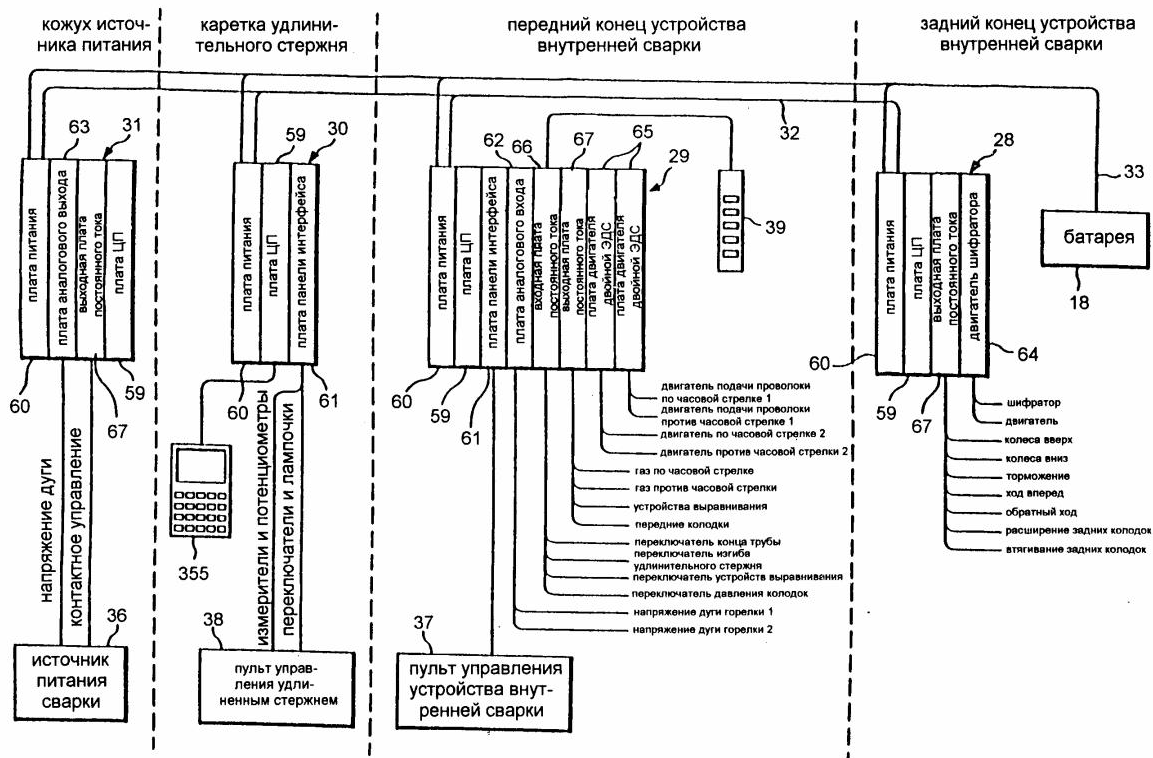 кожух источ-
ника питания
каретка удлини-
тельного стержня
передний конец устройства
внутренней сварки
задний конец устройства
внутренней сварки
63
31
59
30
62
66
67
65
29
32
28
33
39
плата питания
плата аналогового выхода
выходная плата
постоянного тока
плата ЦП
плата питания
плата ЦП
плата панели интерфейса
плата питания
плата ЦП
плата панели интерфейса
плата аналогового входа
входная плата
постоянного тока
выходная плата
постоянного тока
плата двигателя
двойной ЭДС
плата двигателя
двойной ЭДС
плата питания
плата ЦП
выходная плата
постоянного тока
двигатель шифратора
батарея
18
60
67
59
60
61
60
59
61
60
59
67
64
напряжение дуги
контактное управление
355
измерители и потенциометры
переключатели и лампочки
двигатель подачи проволоки
по часовой стрелке 1
двигатель подачи проволоки
против часовой стрелке 1
двигатель по часовой стрелке 2
двигатель против часовой стрелки 2
газ по часовой стрелке
газ против часовой стрелки
устройства выравнивания
передние колодки
переключатель конца трубы
переключатель изгиба
удлинительного стержня
переключатель устройств выравнивания
переключатель давления колодок
напряжение дуги горелки 1
напряжение дуги горелки 2
шифратор
двигатель
колеса вверх
колеса вниз
торможение
ход вперед
обратный ход
расширение задних колодок
втягивание задних колодок
36
источник
питания
сварки
38
пульт управ-
ления удли-
ненным стержнем
37
пульт управления
устройства внут-
ренней сварки